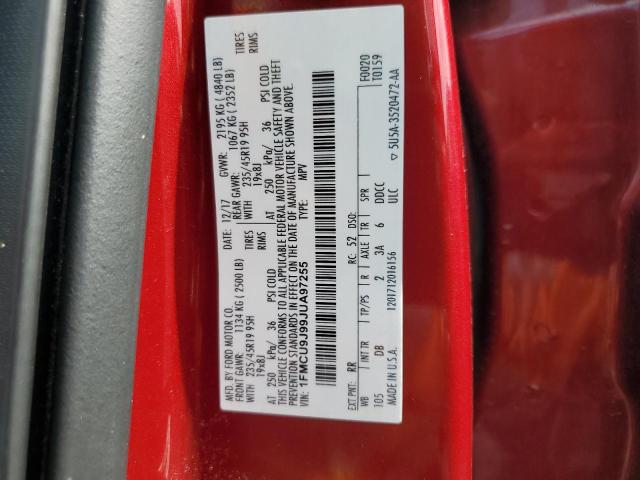 MFD. BY FORD MOTOR CO.
DATE: 12/17 GVWR: 2195 KG ( 4840 LB)
FRONT GAWR: 1134 KG ( 2500 LB) REAR GAWR: 1067 KG ( 2352 LB)
WITH 235/45R19 95H TIRES WITH 235/45R19 95H TIRES
19x8J RIMS 19x8J RIMS
AT 250 kPa/ 36 PSI COLD AT 250 kPa/ 36 PSI COLD
THIS VEHICLE CONFORMS TO ALL APPLICABLE FEDERAL MOTOR VEHICLE SAFETY AND THEFT
PREVENTION STANDARDS IN EFFECT ON THE DATE OF MANUFACTURE SHOWN ABOVE.
VIN: 1FMCU9J99JUA97255 TYPE: MPV
F0020
T0159
EXT PNT: RR RC: 52 DSO:
WB INT TR TP/PS R AXLE TR SPR
105 DB 2 3A 6 DDCC
MADE IN U.S.A. 1201712016156 ULC
▽ 5U5A-3520472-AA